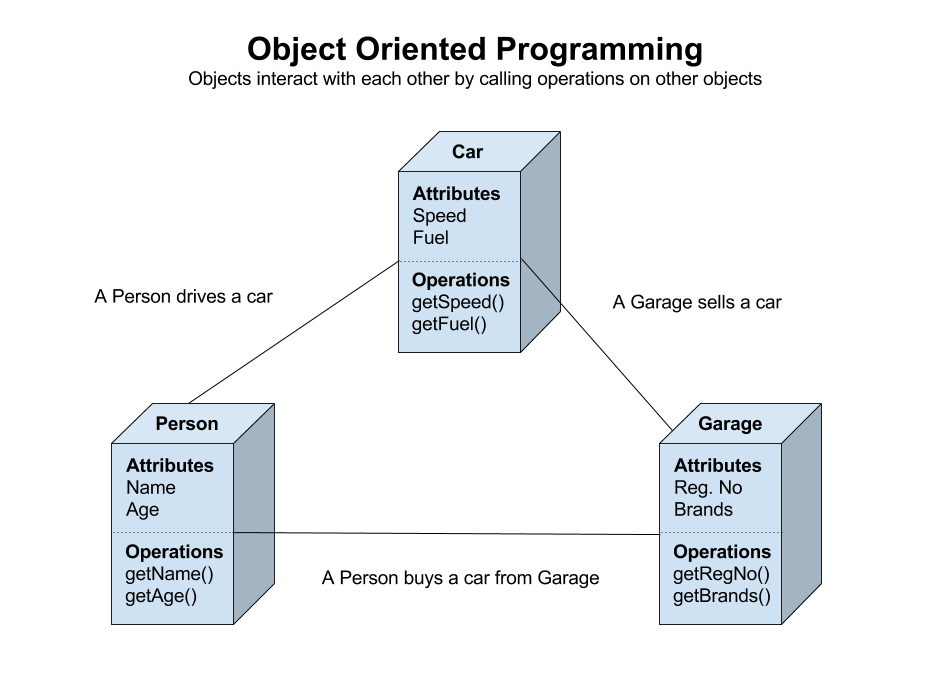 Object Oriented Programming
Objects interact with each other by calling operations on other objects
Car
Attributes
Speed
Fuel
Operations
getSpeed()
getFuel()
A Person drives a car
A Garage sells a car
Person
Attributes
Name
Age
Operations
getName()
getAge()
Garage
Attributes
Reg. No
Brands
Operations
getRegNo()
getBrands()
A Person buys a car from Garage